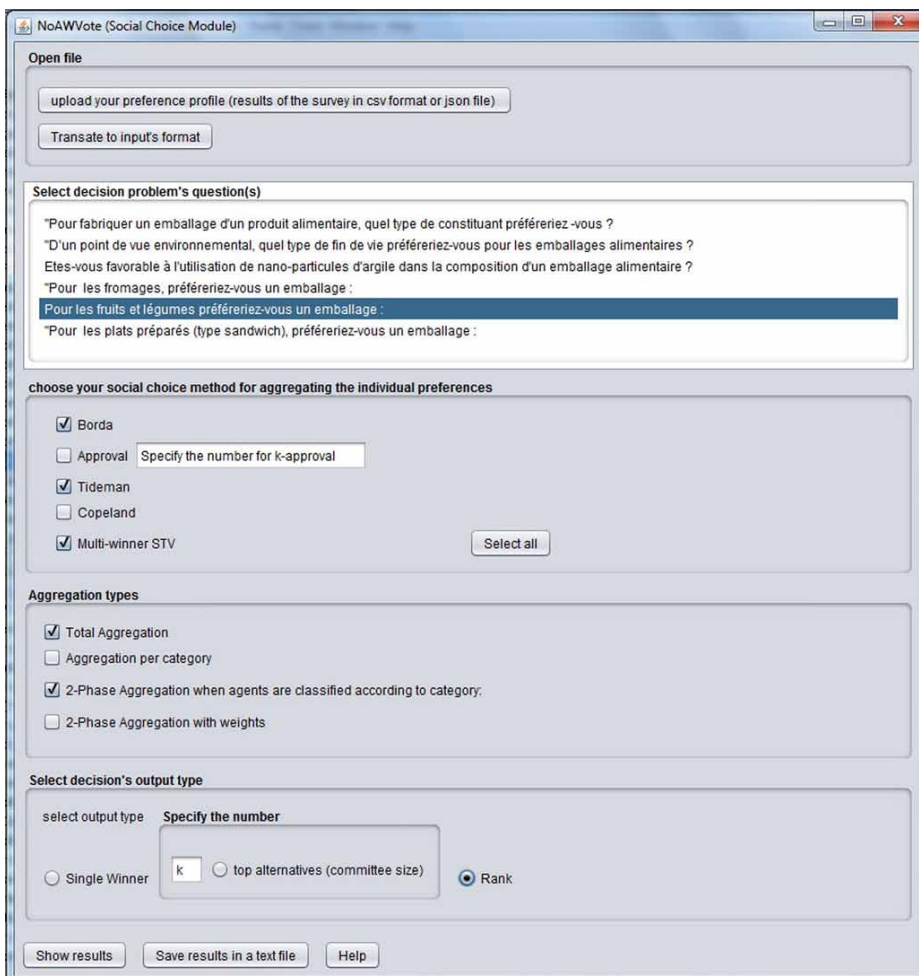 NoAWVote (Social Choice Module)
Open file
upload your preference profile (results of the survey in csv format or json file)
Transate to input's format
Select decision problem's question(s)
"Pour fabriquer un emballage d'un produit alimentaire, quel type de constituant préféreriez -vous ?
"D'un point de vue environnemental, quel type de fin de vie préféreriez-vous pour les emballages alimentaires ?
Etes-vous favorable à l'utilisation de nano-particules d'argile dans la composition d'un emballage alimentaire ?
"Pour les fromages, préféreriez-vous un emballage :
Pour les fruits et légumes préféreriez-vous un emballage :
"Pour les plats préparés (type sandwich), préféreriez-vous un emballage :
choose your social choice method for aggregating the individual preferences
Borda
Approval Specify the number for k-approval
Tideman
Copeland
Multi-winner STV Select all
Aggregation types
Total Aggregation
Aggregation per category
2-Phase Aggregation when agents are classified according to category:
2-Phase Aggregation with weights
Select decision's output type
select output type Specify the number
Single Winner k top alternatives (committee size) Rank
Show results Save results in a text file Help